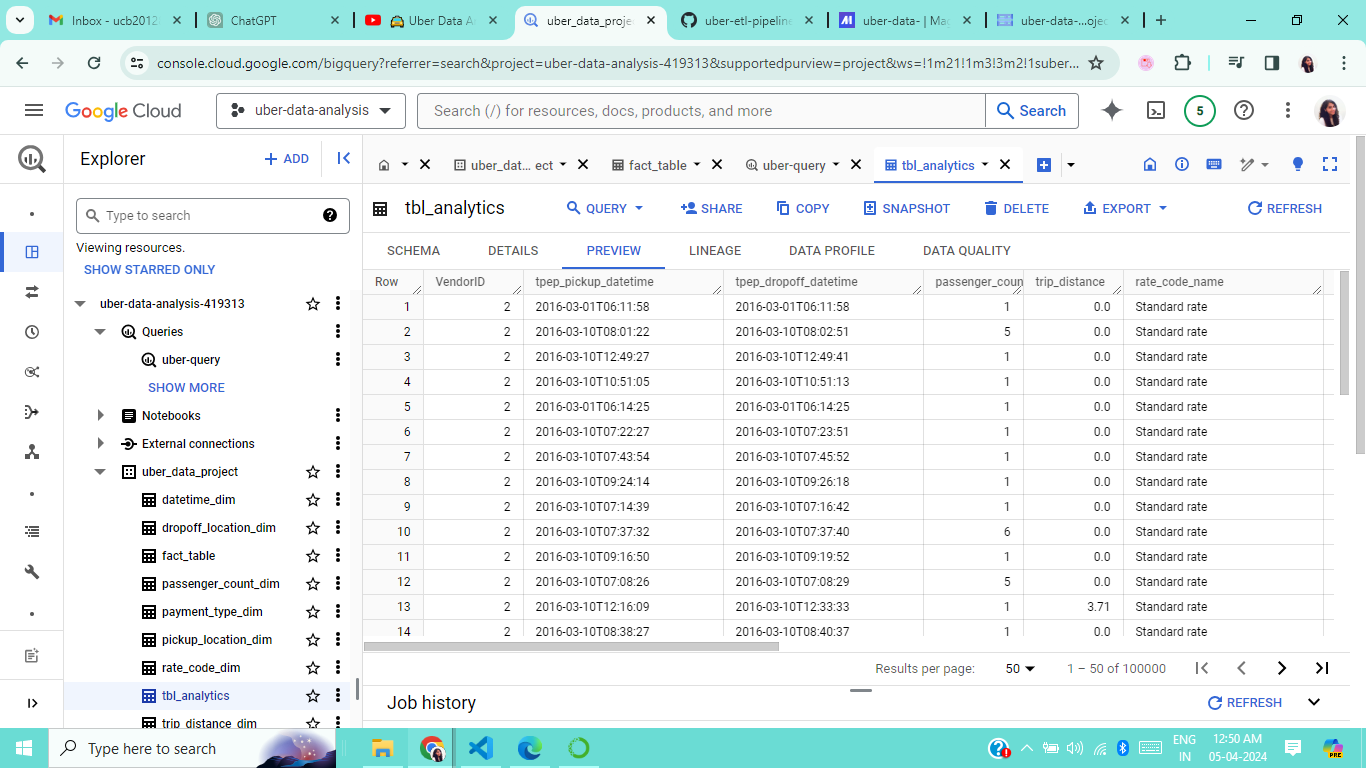 Inbox - ucb2012
ChatGPT
Uber Data A
uber_data_proje
uber-etl-pipeline
uber-data- | Ma
uber-data-...ojec
console.cloud.google.com/bigquery?referrer=search&project=uber-data-analysis-419313&supportedpurview=project&ws=!1m21!1m3!3m2!1suber...
Google Cloud
uber-data-analysis
Search (/) for resources, docs, products, and more
Search
5
Explorer
+ ADD
uber_dat... ect
fact_table
uber-query
tbl_analytics
Type to search
Viewing resources.
SHOW STARRED ONLY
uber-data-analysis-419313
Queries
uber-query
SHOW MORE
Notebooks
External connections
uber_data_project
datetime_dim
dropoff_location_dim
fact_table
passenger_count_dim
payment_type_dim
pickup_location_dim
rate_code_dim
tbl_analytics
trip_distance_dim
tbl_analytics
QUERY
SHARE
COPY
SNAPSHOT
DELETE
EXPORT
REFRESH
SCHEMA DETAILS PREVIEW LINEAGE DATA PROFILE DATA QUALITY
Row VendorID tpep_pickup_datetime tpep_dropoff_datetime passenger_coun trip_distance rate_code_name
1 2 2016-03-01T06:11:58 2016-03-01T06:11:58 1 0.0 Standard rate
2 2 2016-03-10T08:01:22 2016-03-10T08:02:51 5 0.0 Standard rate
3 2 2016-03-10T12:49:27 2016-03-10T12:49:41 1 0.0 Standard rate
4 2 2016-03-10T10:51:05 2016-03-10T10:51:13 1 0.0 Standard rate
5 2 2016-03-01T06:14:25 2016-03-01T06:14:25 1 0.0 Standard rate
6 2 2016-03-10T07:22:27 2016-03-10T07:23:51 1 0.0 Standard rate
7 2 2016-03-10T07:43:54 2016-03-10T07:45:52 1 0.0 Standard rate
8 2 2016-03-10T09:24:14 2016-03-10T09:26:18 1 0.0 Standard rate
9 2 2016-03-10T07:14:39 2016-03-10T07:16:42 1 0.0 Standard rate
10 2 2016-03-10T07:37:32 2016-03-10T07:37:40 6 0.0 Standard rate
11 2 2016-03-10T09:16:50 2016-03-10T09:19:52 1 0.0 Standard rate
12 2 2016-03-10T07:08:26 2016-03-10T07:08:29 5 0.0 Standard rate
13 2 2016-03-10T12:16:09 2016-03-10T12:33:33 1 3.71 Standard rate
14 2 2016-03-10T08:38:27 2016-03-10T08:40:37 1 0.0 Standard rate
Results per page: 50 1 – 50 of 100000
Job history
REFRESH
Type here to search
ENG
IN
12:50 AM
05-04-2024
PRE